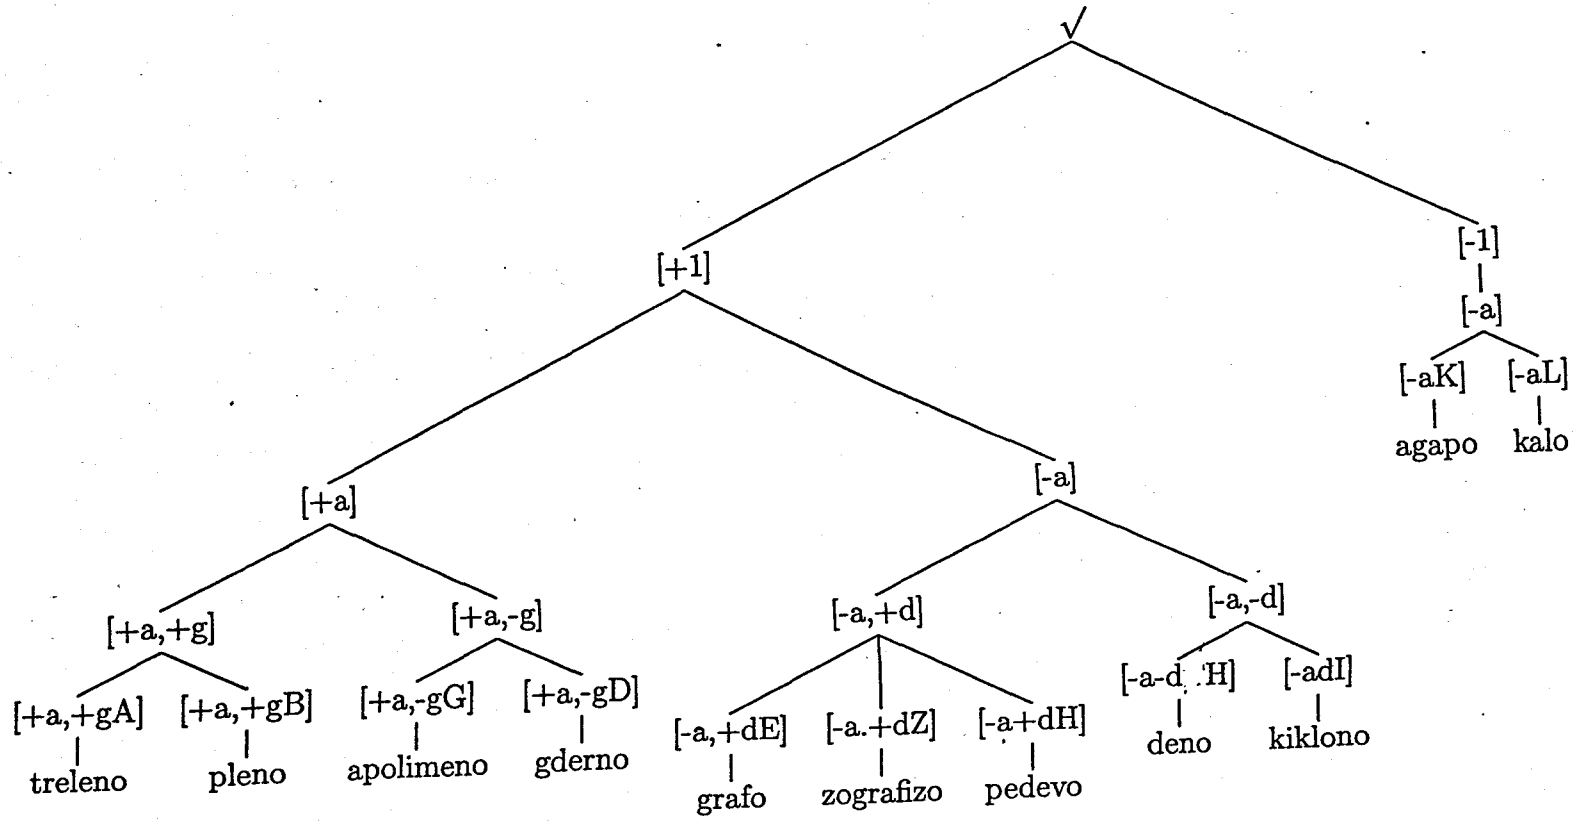 √
[+1]
[-1]
[-a]
[-aK] [-aL]
agapo kalo
[+a]
[-a]
[+a,+g] [+a,-g] [-a,+d] [-a,-d]
[+a,+gA] [+a,+gB] [+a,-gG] [+a,-gD] [-a,+dE] [-a.+dZ] [-a+dH] [-a-d H] [-adI]
treleno pleno apolimeno gderno grafo zografizo pedevo deno kiklono